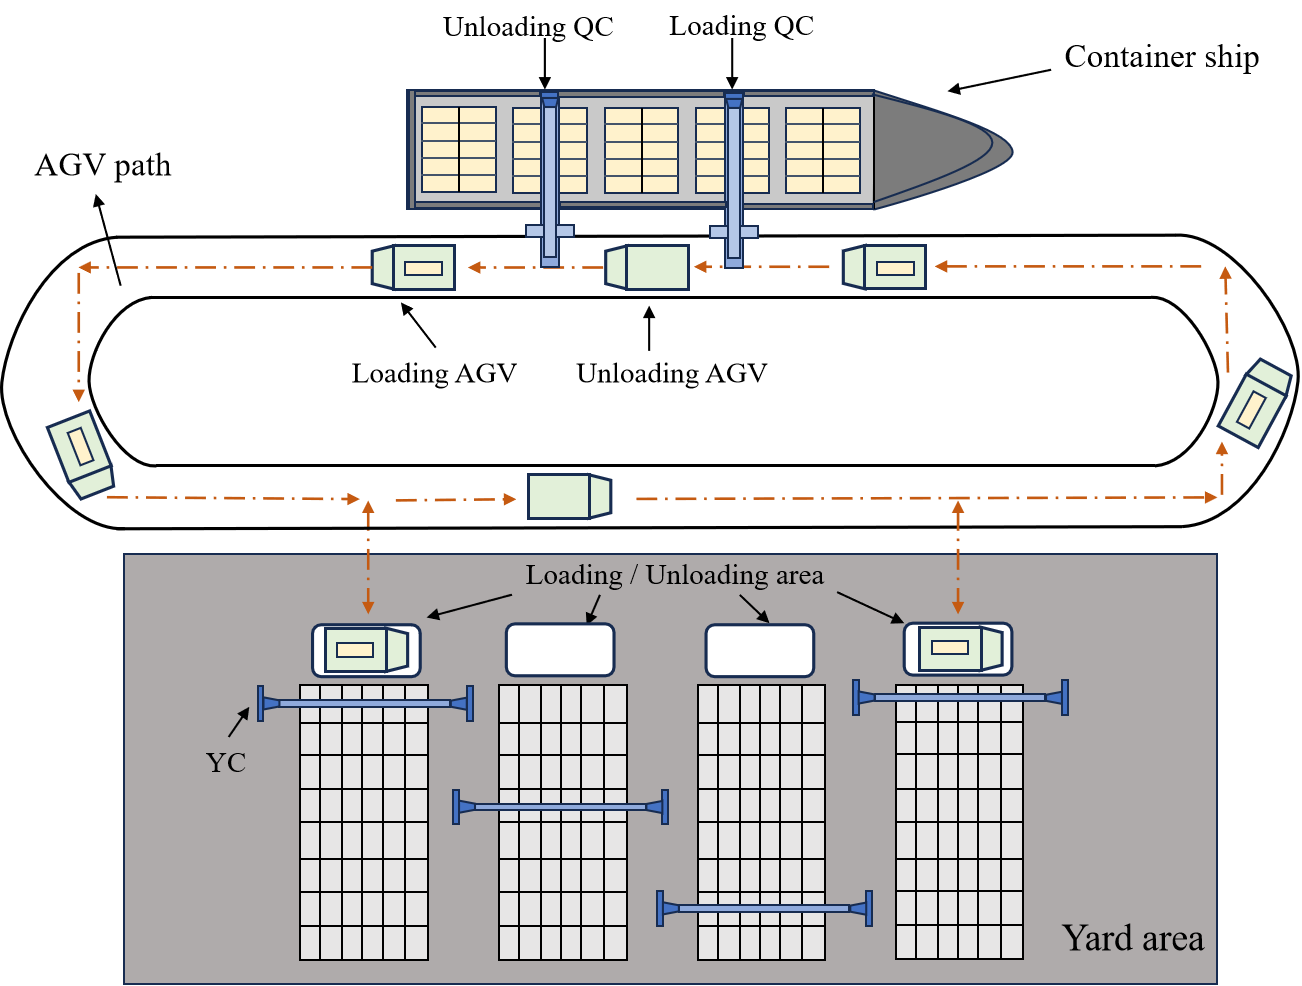 Unloading QC
Loading QC
Container ship
AGV path
Loading AGV
Unloading AGV
Loading / Unloading area
YC
Yard area